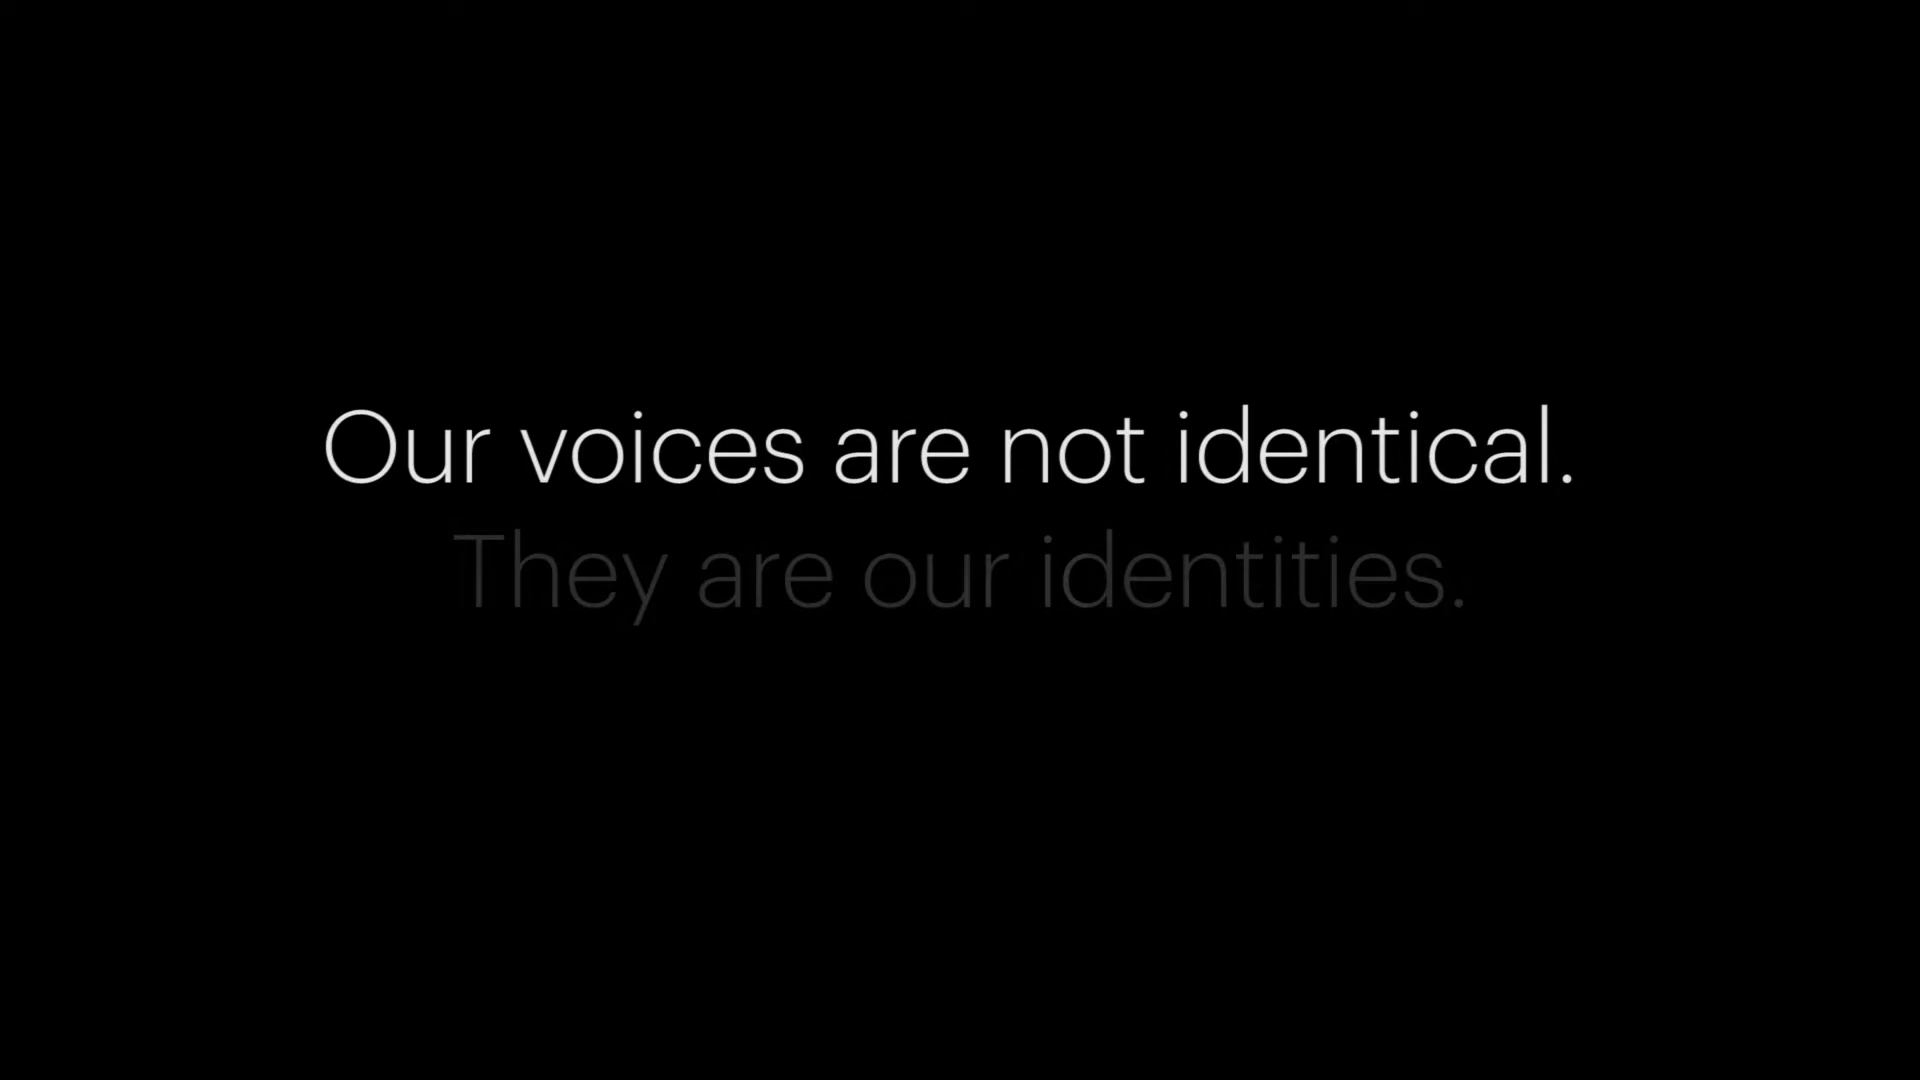 Our voices are not identical.
They are our identities.